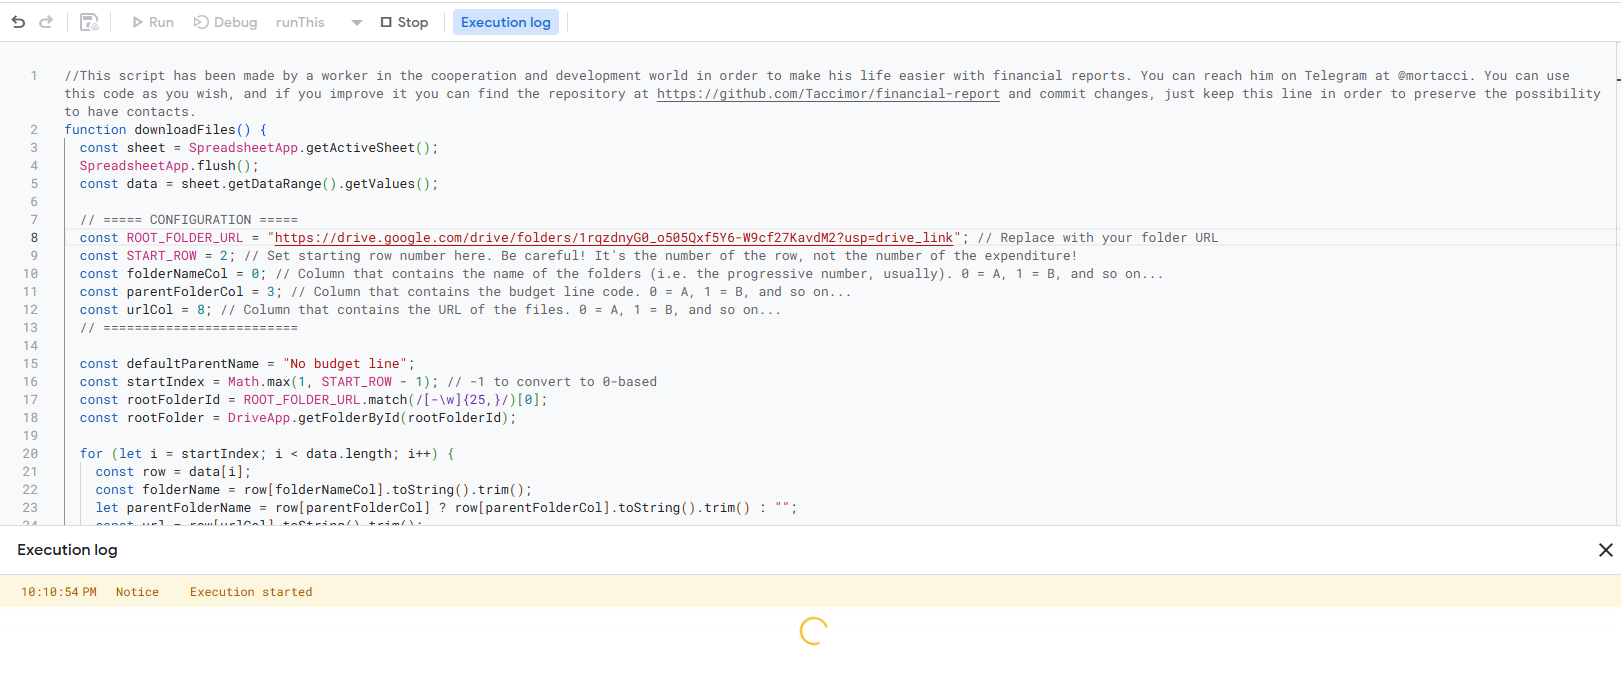 Run Debug runThis Stop Execution log
1 //This script has been made by a worker in the cooperation and development world in order to make his life easier with financial reports. You can reach him on Telegram at @mortacci. You can use
this code as you wish, and if you improve it you can find the repository at https://github.com/Taccimor/financial-report and commit changes, just keep this line in order to preserve the possibility
to have contacts.
2 function downloadFiles() {
3 const sheet = SpreadsheetApp.getActiveSheet();
4 SpreadsheetApp.flush();
5 const data = sheet.getDataRange().getValues();
6
7 // ===== CONFIGURATION =====
8 const ROOT_FOLDER_URL = "https://drive.google.com/drive/folders/1rqzdnyG0_o505Qxf5Y6-W9cf27KavdM2?usp=drive_link"; // Replace with your folder URL
9 const START_ROW = 2; // Set starting row number here. Be careful! It's the number of the row, not the number of the expenditure!
10 const folderNameCol = 0; // Column that contains the name of the folders (i.e. the progressive number, usually). 0 = A, 1 = B, and so on...
11 const parentFolderCol = 3; // Column that contains the budget line code. 0 = A, 1 = B, and so on...
12 const urlCol = 8; // Column that contains the URL of the files. 0 = A, 1 = B, and so on...
13 // =========================
14
15 const defaultParentName = "No budget line";
16 const startIndex = Math.max(1, START_ROW - 1); // -1 to convert to 0-based
17 const rootFolderId = ROOT_FOLDER_URL.match(/[-\w]{25,}/)[0];
18 const rootFolder = DriveApp.getFolderById(rootFolderId);
19
20 for (let i = startIndex; i < data.length; i++) {
21 const row = data[i];
22 const folderName = row[folderNameCol].toString().trim();
23 let parentFolderName = row[parentFolderCol] ? row[parentFolderCol].toString().trim() : "";
24 const url = row[urlCol].toString().trim();
Execution log
10:10:54 PM Notice Execution started